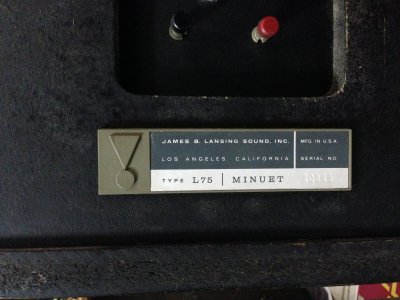 JAMES B. LANSING SOUND, INC.
LOS ANGELES, CALIFORNIA
TYPE L75 | MINUET
MFG IN U.S.A.
SERIAL NO.